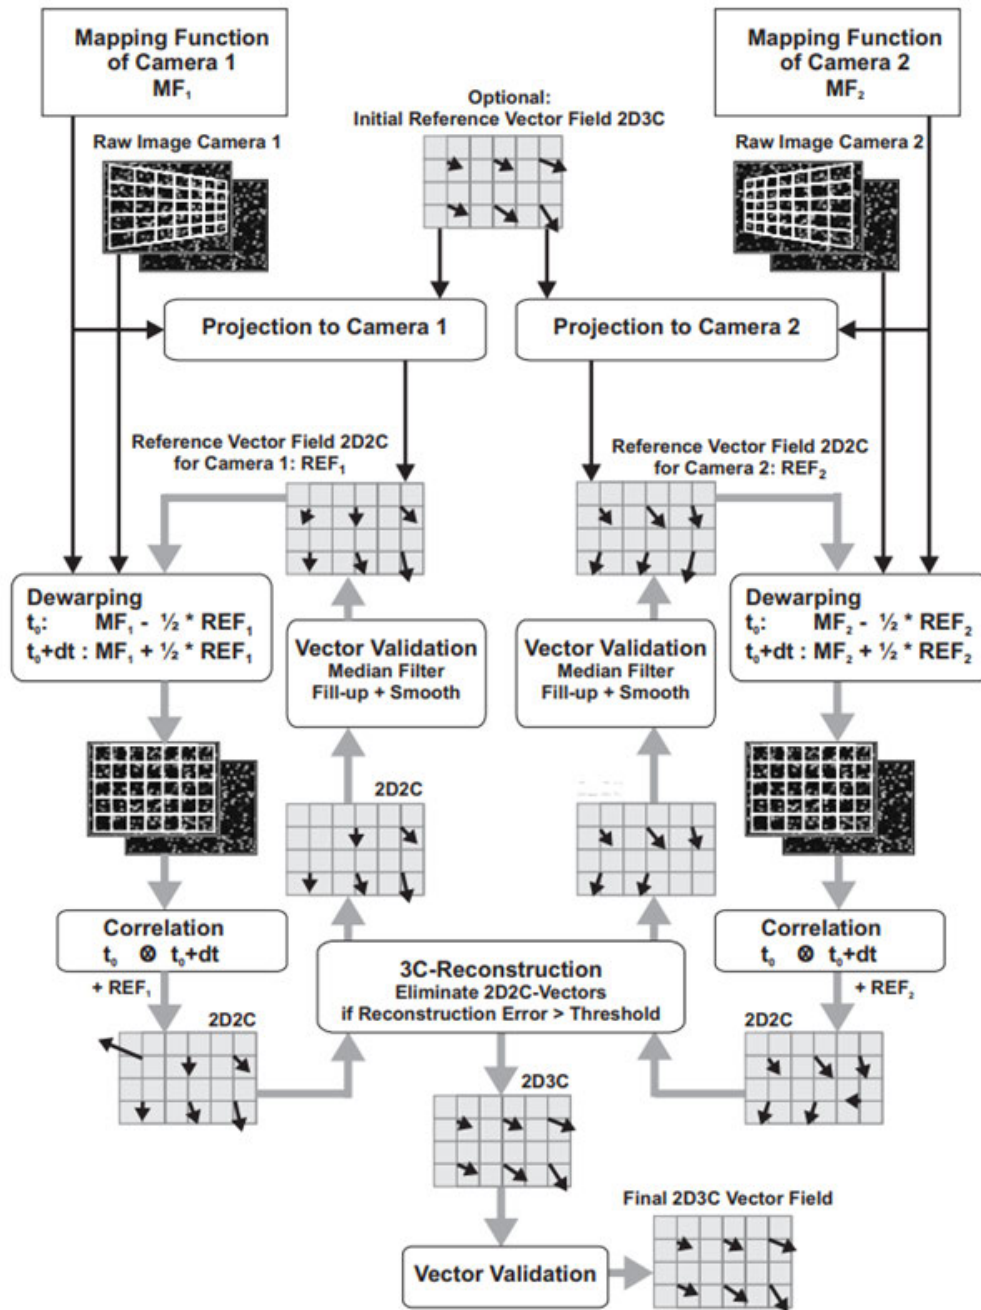 Mapping Function
of Camera 1
MF₁
Mapping Function
of Camera 2
MF₂
Optional:
Initial Reference Vector Field 2D3C
Raw Image Camera 1
Raw Image Camera 2
Projection to Camera 1
Projection to Camera 2
Reference Vector Field 2D2C
for Camera 1: REF₁
Reference Vector Field 2D2C
for Camera 2: REF₂
Dewarping
t₀: MF₁ - ½ * REF₁
t₀+dt : MF₁ + ½ * REF₁
Vector Validation
Median Filter
Fill-up + Smooth
Vector Validation
Median Filter
Fill-up + Smooth
Dewarping
t₀: MF₂ - ½ * REF₂
t₀+dt : MF₂ + ½ * REF₂
2D2C
Correlation
t₀ ⊗ t₀+dt
+ REF₁
3C-Reconstruction
Eliminate 2D2C-Vectors
if Reconstruction Error > Threshold
Correlation
t₀ ⊗ t₀+dt
+ REF₂
2D2C
2D2C
2D3C
Final 2D3C Vector Field
Vector Validation